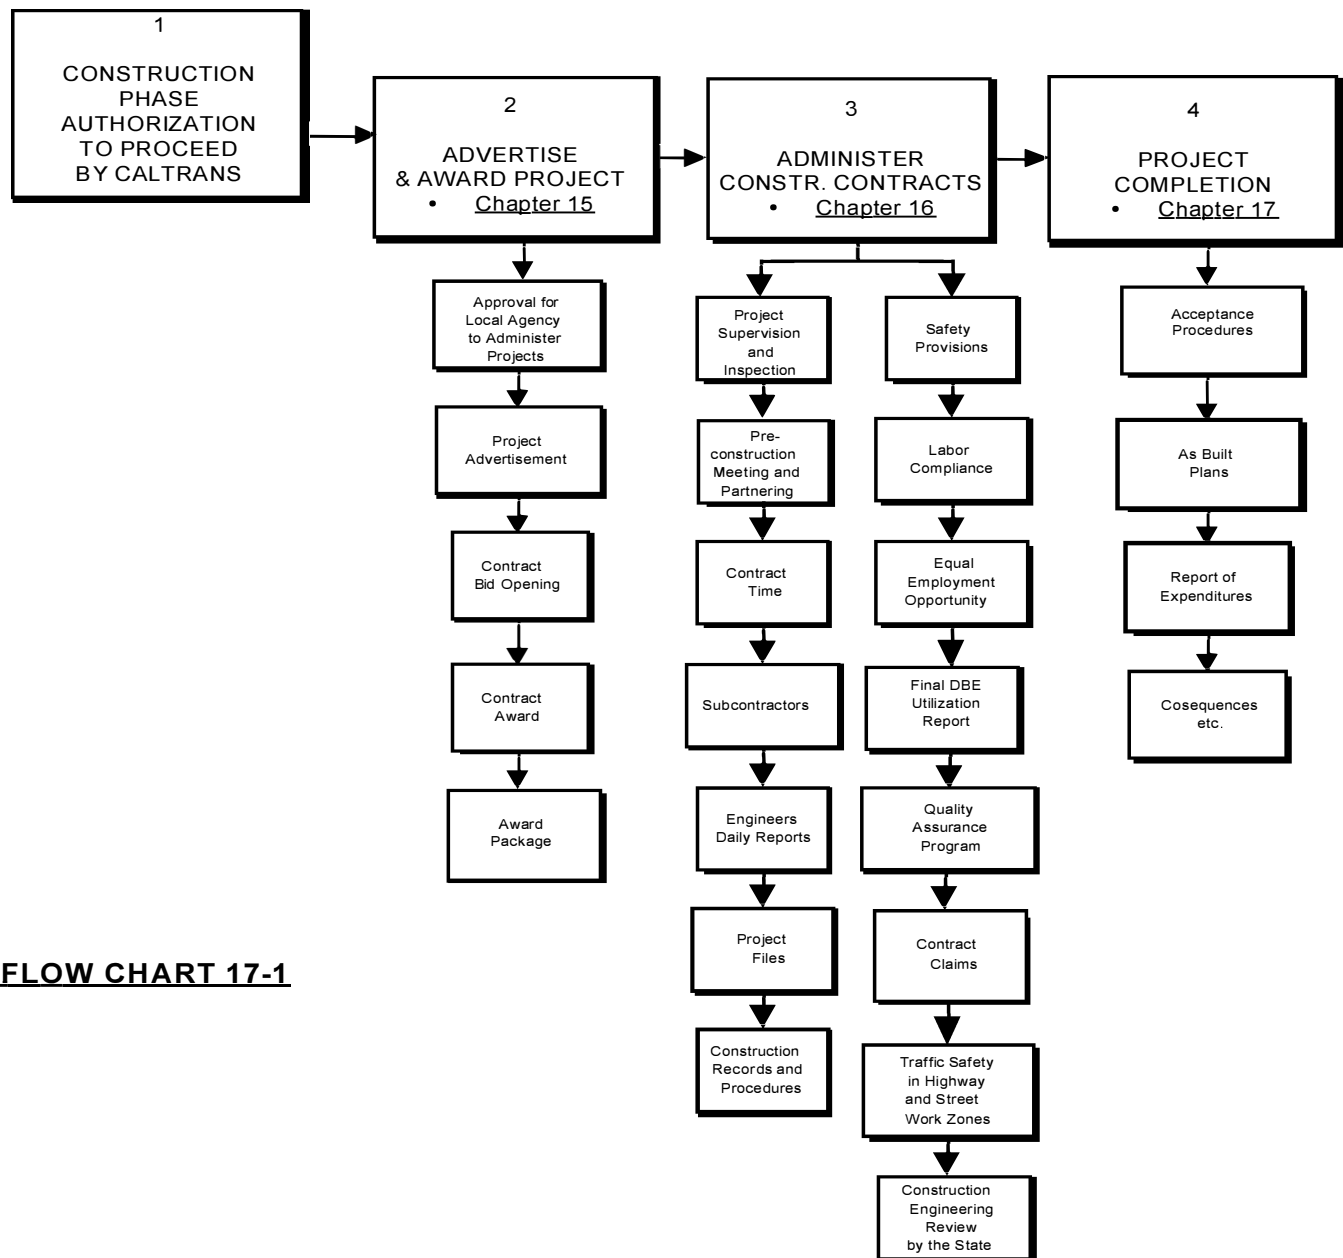 1
CONSTRUCTION
PHASE
AUTHORIZATION
TO PROCEED
BY CALTRANS
2
ADVERTISE
& AWARD PROJECT
• Chapter 15
3
ADMINISTER
CONSTR. CONTRACTS
• Chapter 16
4
PROJECT
COMPLETION
• Chapter 17
Approval for
Local Agency
to Administer
Projects
Project
Advertisement
Contract
Bid Opening
Contract
Award
Award
Package
Project
Supervision
and
Inspection
Pre-
construction
Meeting and
Partnering
Contract
Time
Subcontractors
Engineers
Daily Reports
Project
Files
Construction
Records and
Procedures
Safety
Provisions
Labor
Compliance
Equal
Employment
Opportunity
Final DBE
Utilization
Report
Quality
Assurance
Program
Contract
Claims
Traffic Safety
in Highway
and Street
Work Zones
Construction
Engineering
Review
by the State
Acceptance
Procedures
As Built
Plans
Report of
Expenditures
Cosequences
etc.
FLOW CHART 17-1